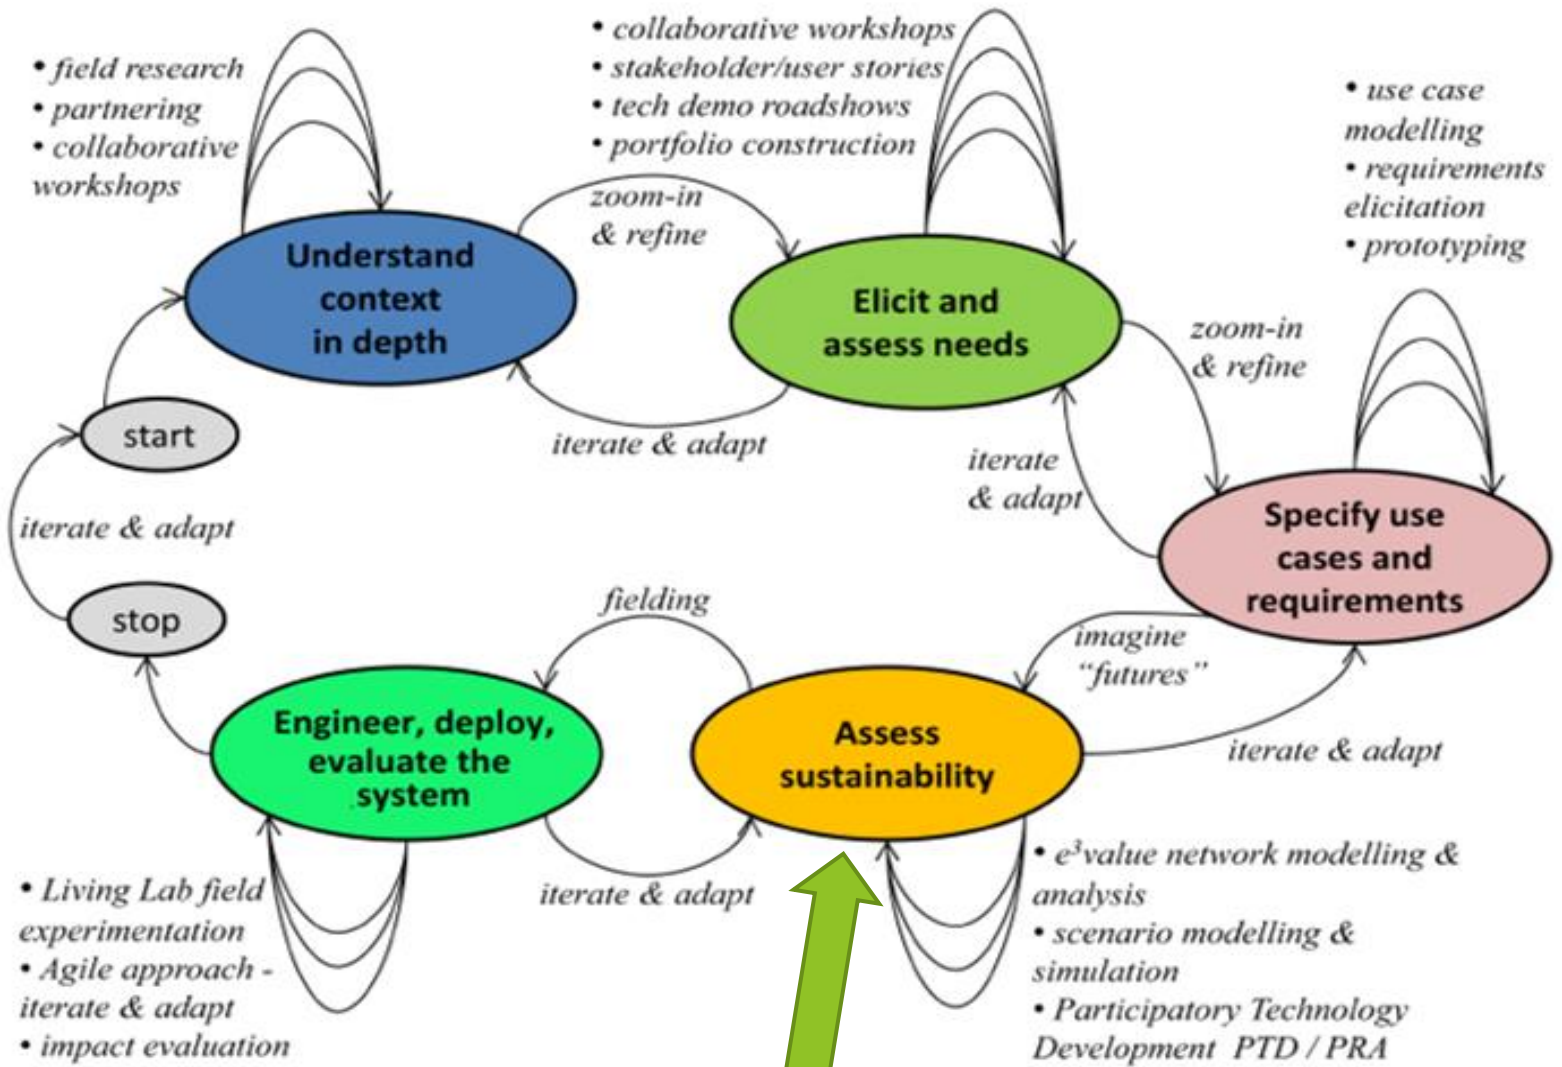 • field research
• partnering
• collaborative
workshops
• collaborative workshops
• stakeholder/user stories
• tech demo roadshows
• portfolio construction
• use case
modelling
• requirements
elicitation
• prototyping
Understand
context
in depth
zoom-in
& refine
Elicit and
assess needs
zoom-in
& refine
iterate & adapt
start
iterate
& adapt
iterate & adapt
Specify use
cases and
requirements
stop
fielding
imagine
“futures”
Engineer, deploy,
evaluate the
system
Assess
sustainability
iterate & adapt
iterate & adapt
• Living Lab field
experimentation
• Agile approach -
iterate & adapt
• impact evaluation
• e³value network modelling &
analysis
• scenario modelling &
simulation
• Participatory Technology
Development PTD / PRA